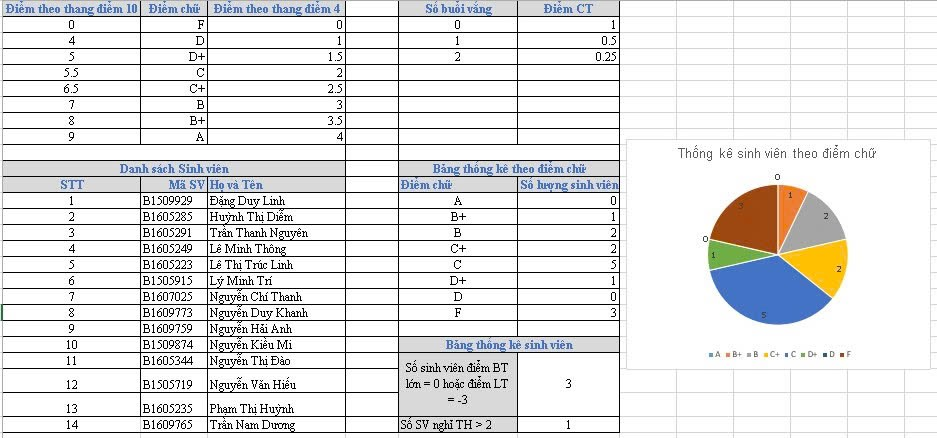 Điểm theo thang điểm 10 Điểm chữ Điểm theo thang điểm 4 Số buổi vắng Điểm CT
0 F 0 0 1
4 D 1 1 0.5
5 D+ 1.5 2 0.25
5.5 C 2
6.5 C+ 2.5
7 B 3
8 B+ 3.5
9 A 4
Danh sách Sinh viên Bảng thống kê theo điểm chữ
STT Mã SV Họ và Tên Điểm chữ Số lượng sinh viên
1 B1509929 Đặng Duy Linh A 0
2 B1605285 Huỳnh Thị Diễm B+ 1
3 B1605291 Trần Thanh Nguyên B 2
4 B1605249 Lê Minh Thông C+ 2
5 B1605223 Lê Thị Trúc Linh C 5
6 B1505915 Lý Minh Trí D+ 1
7 B1607025 Nguyễn Chí Thanh D 0
8 B1609773 Nguyễn Duy Khanh F 3
9 B1609759 Nguyễn Hải Anh
10 B1509874 Nguyễn Kiều Mi Bảng thống kê sinh viên
11 B1605344 Nguyễn Thị Đào
12 B1505719 Nguyễn Văn Hiếu
13 B1605235 Phạm Thị Huỳnh
14 B1609765 Trần Nam Dương
Số sinh viên điểm BT
lớn = 0 hoặc điểm LT
= -3
3
Số SV nghỉ TH > 2 1
Thống kê sinh viên theo điểm chữ
0
1
2
2
5
1
0
3
A B+ B C+ C D+ D F